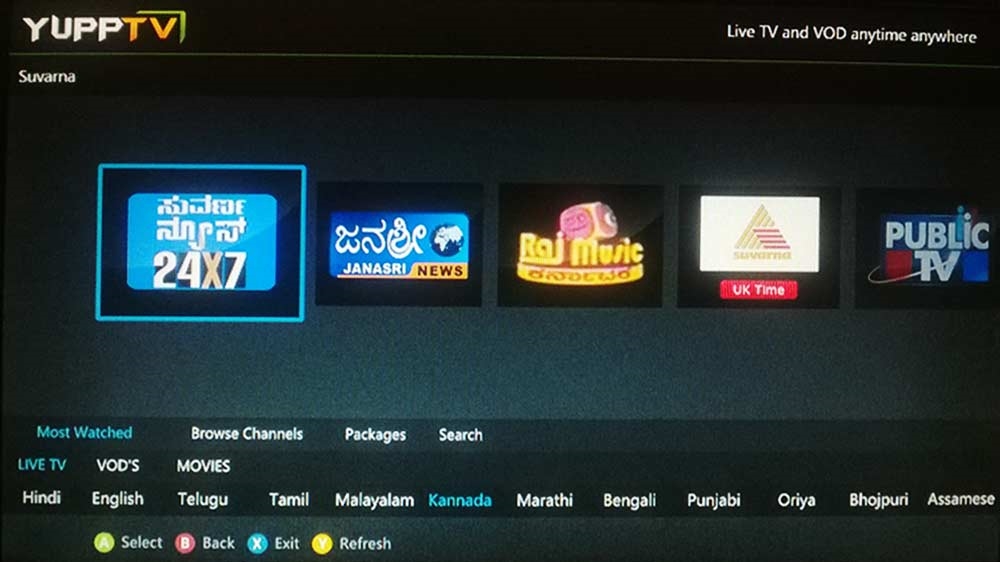 YUPPTV
Live TV and VOD anytime anywhere
Suvarna
ಸುವರ್ಣ
ನ್ಯೂಸ್
24X7
ಜನಶ್ರೀ
JANASRI NEWS
Raj Music
ಕರ್ನಾಟಕ
suvarna
UK Time
PUBLiC
TV
Most Watched Browse Channels Packages Search
LIVE TV VOD'S MOVIES
Hindi English Telugu Tamil Malayalam Kannada Marathi Bengali Punjabi Oriya Bhojpuri Assamese
A Select B Back X Exit Y Refresh